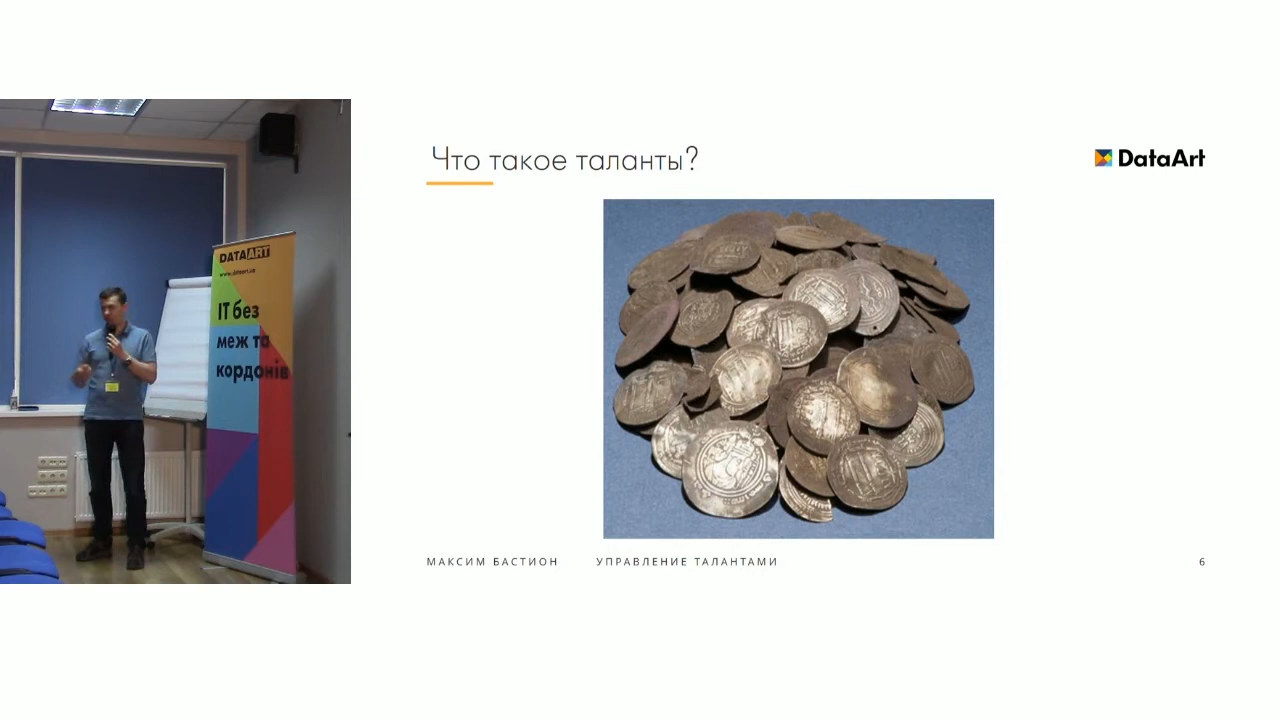 DATAART
www.dataart.ua
IT без
меж та
кордонів
Что такое таланты?
DataArt
МАКСИМ БАСТИОН
УПРАВЛЕНИЕ ТАЛАНТАМИ
6